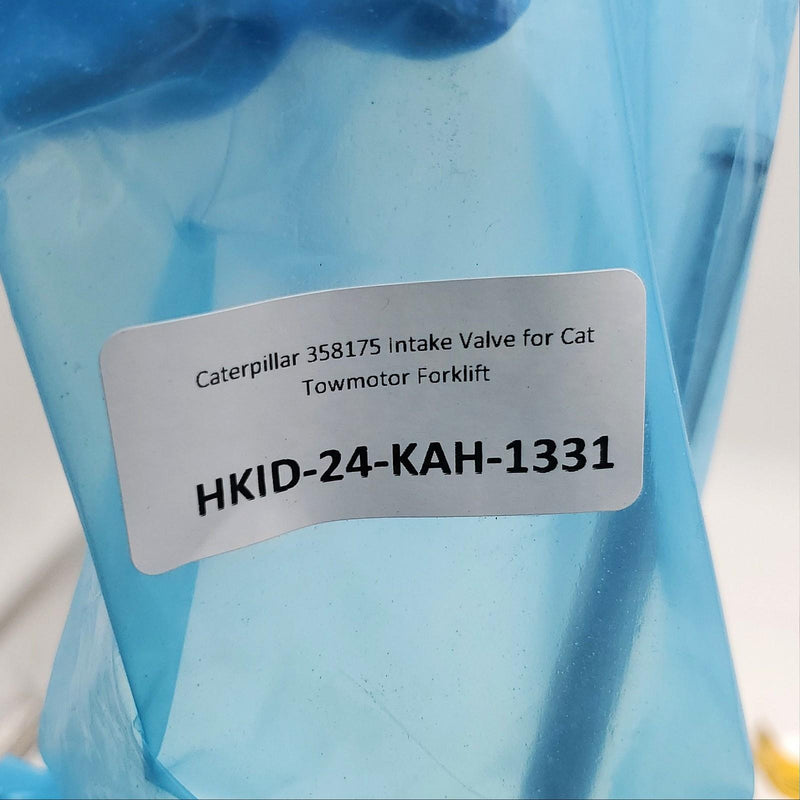 Caterpillar 358175 Intake Valve for Cat
Towmotor Forklift
HKID-24-KAH-1331